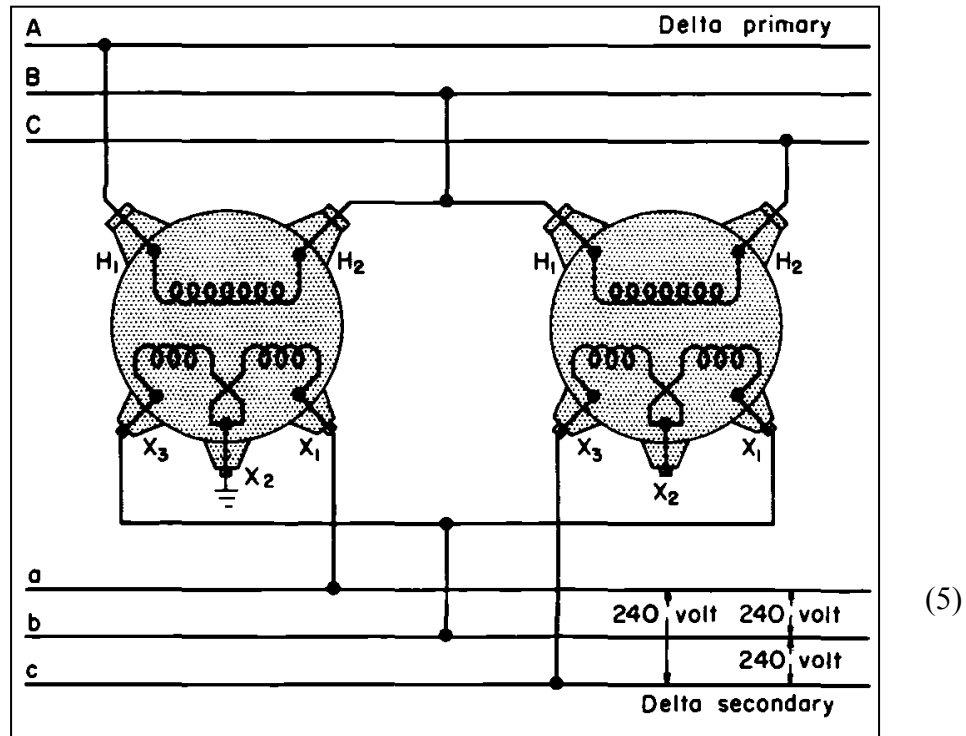 A
Delta primary
B
C
H₁
H₂
H₁
H₂
X₃
X₁
X₂
X₃
X₁
X₂
a
240 volt
240 volt
b
240 volt
c
Delta secondary
(5)